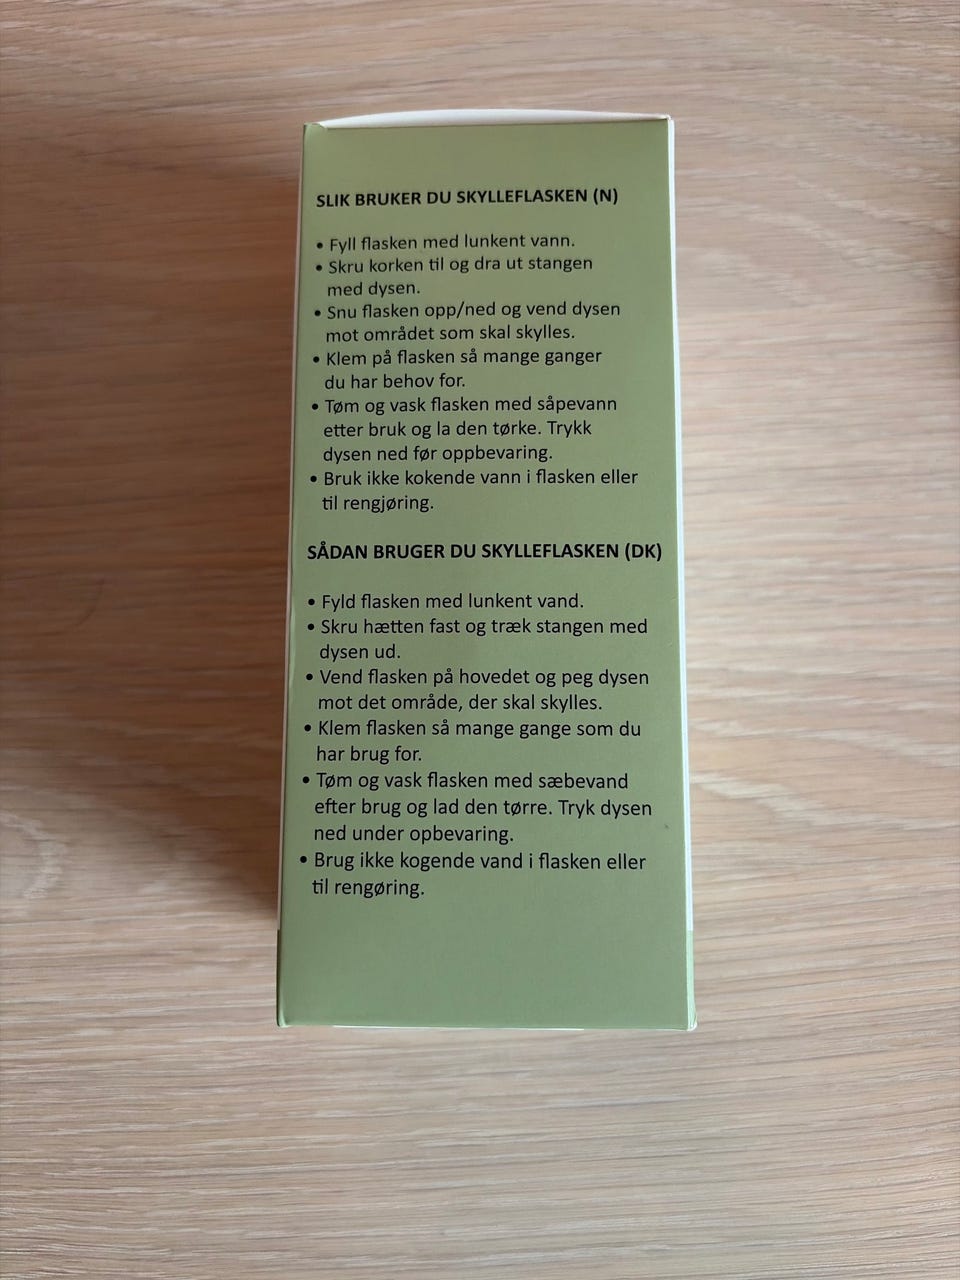 SLIK BRUKER DU SKYLLEFLASKEN (N)
• Fyll flasken med lunkent vann.
• Skru korken til og dra ut stangen
med dysen.
• Snu flasken opp/ned og vend dysen
mot området som skal skylles.
• Klem på flasken så mange ganger
du har behov for.
• Tøm og vask flasken med såpevann
etter bruk og la den tørke. Trykk
dysen ned før oppbevaring.
• Bruk ikke kokende vann i flasken eller
til rengjøring.
SÅDAN BRUGER DU SKYLLEFLASKEN (DK)
• Fyld flasken med lunkent vand.
• Skru hætten fast og træk stangen med
dysen ud.
• Vend flasken på hovedet og peg dysen
mot det område, der skal skylles.
• Klem flasken så mange gange som du
har brug for.
• Tøm og vask flasken med sæbevand
efter brug og lad den tørre. Tryk dysen
ned under opbevaring.
• Brug ikke kogende vand i flasken eller
til rengøring.